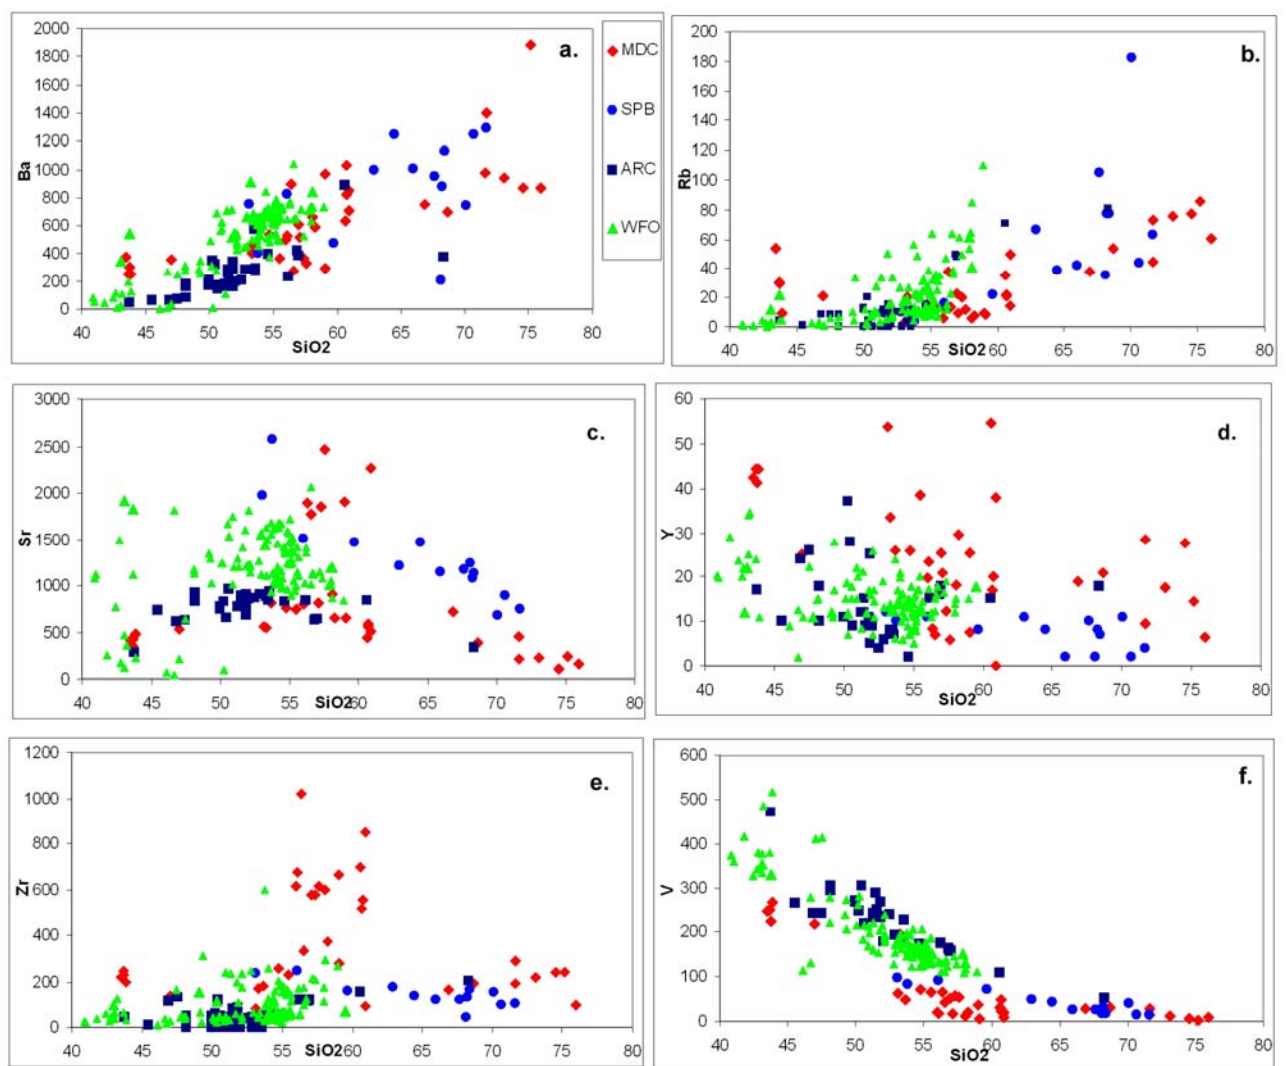 a.
2000
1800
1600
1400
1200
1000
800
600
400
200
0
Ba
40 45 50 55 60 65 70 75 80
SiO2
MDC
SPB
ARC
WFO
b.
200
180
160
140
120
100
80
60
40
20
0
Rb
40 45 50 55 60 65 70 75 80
SiO2
c.
3000
2500
2000
1500
1000
500
0
Sr
40 45 50 55 60 65 70 75 80
SiO2
d.
60
50
40
30
20
10
0
Y
40 45 50 55 60 65 70 75 80
SiO2
e.
1200
1000
800
600
400
200
0
Zr
40 45 50 55 60 65 70 75 80
SiO2
f.
600
500
400
300
200
100
0
V
40 45 50 55 60 65 70 75 80
SiO2